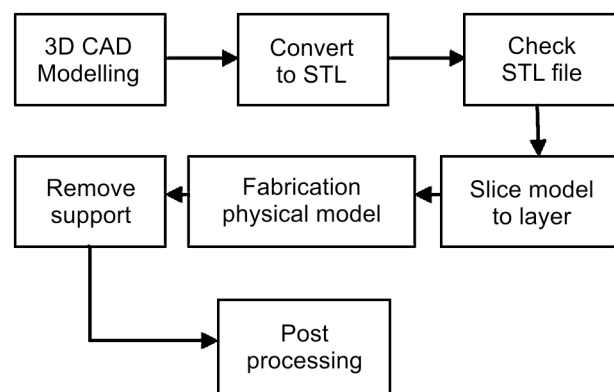 3D CAD
Modelling
Convert
to STL
Check
STL file
Slice model
to layer
Fabrication
physical model
Remove
support
Post
processing